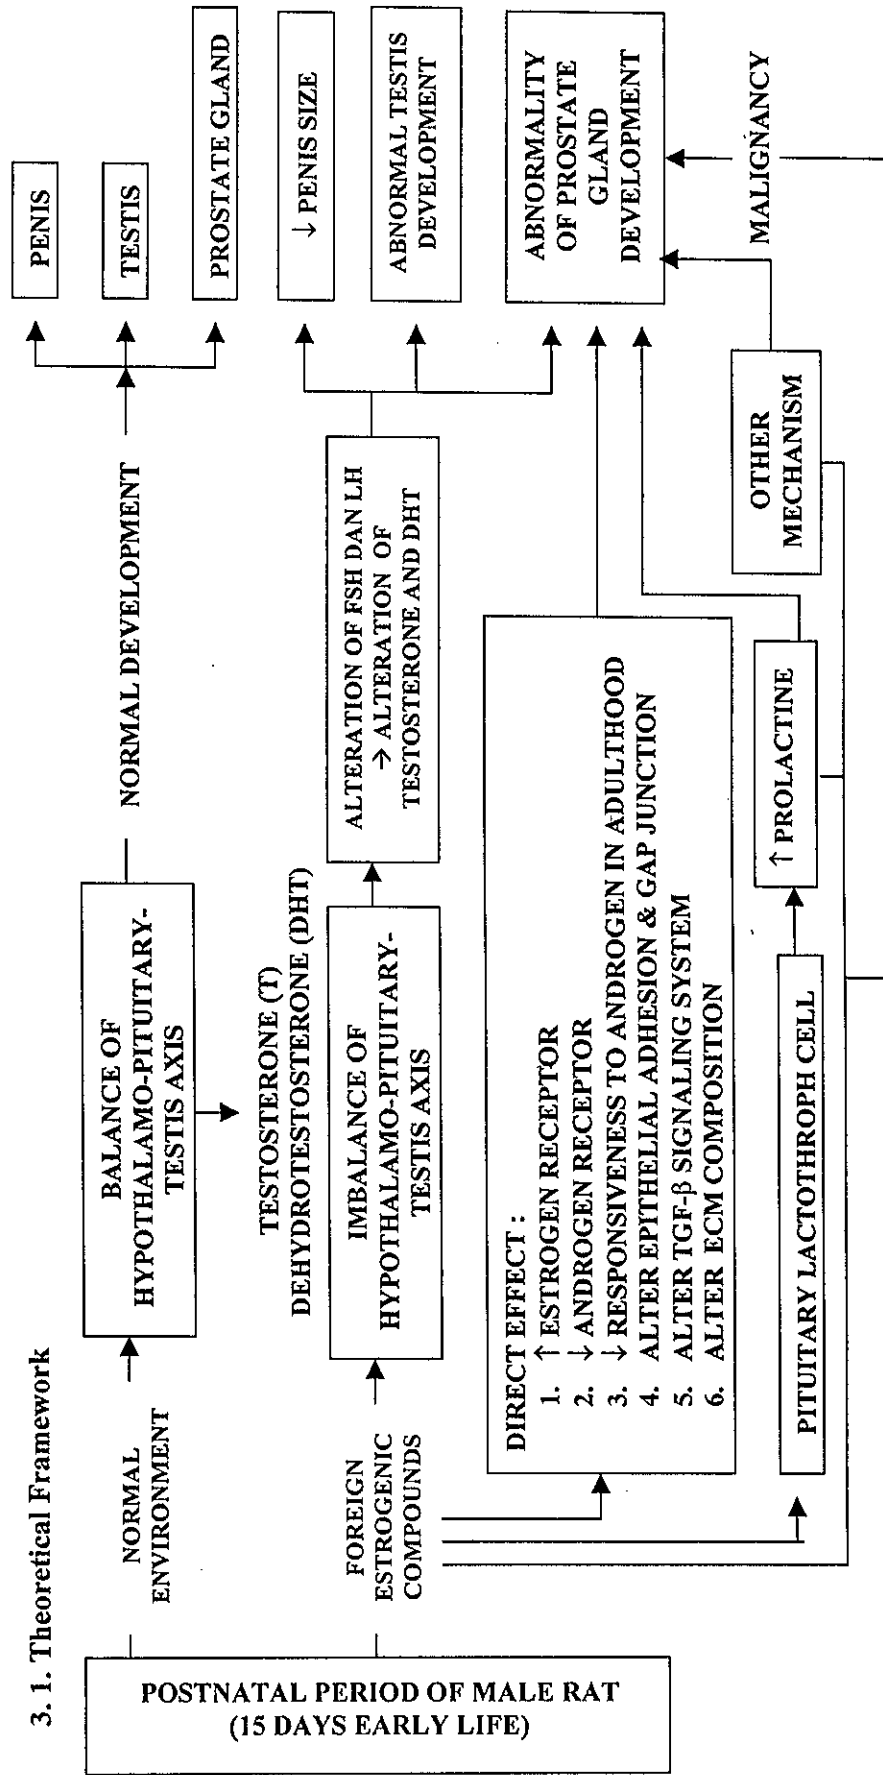 3. 1. Theoretical Framework
POSTNATAL PERIOD OF MALE RAT
(15 DAYS EARLY LIFE)
NORMAL
ENVIRONMENT
BALANCE OF
HYPOTHALAMO-PITUITARY-
TESTIS AXIS
NORMAL DEVELOPMENT
PENIS
TESTIS
PROSTATE GLAND
TESTOSTERONE (T)
DEHYDROTESTOSTERONE (DHT)
FOREIGN
ESTROGENIC
COMPOUNDS
IMBALANCE OF
HYPOTHALAMO-PITUITARY-
TESTIS AXIS
ALTERATION OF FSH DAN LH
→ ALTERATION OF
TESTOSTERONE AND DHT
↓ PENIS SIZE
ABNORMAL TESTIS
DEVELOPMENT
ABNORMALITY
OF PROSTATE
GLAND
DEVELOPMENT
DIRECT EFFECT :
1. ↑ ESTROGEN RECEPTOR
2. ↓ ANDROGEN RECEPTOR
3. ↓ RESPONSIVENESS TO ANDROGEN IN ADULTHOOD
4. ALTER EPITHELIAL ADHESION & GAP JUNCTION
5. ALTER TGF-β SIGNALING SYSTEM
6. ALTER ECM COMPOSITION
PITUITARY LACTOTHROPH CELL
↑ PROLACTINE
OTHER
MECHANISM
MALIGNANCY